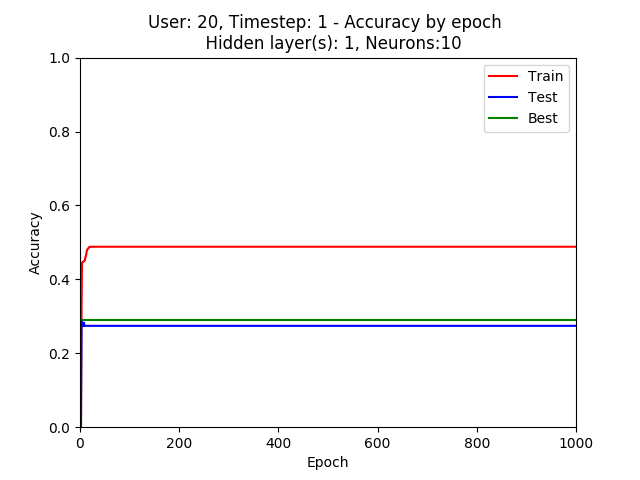 User: 20, Timestep: 1 - Accuracy by epoch
Hidden layer(s): 1, Neurons:10
Train
Test
Best
Accuracy
1.0
0.8
0.6
0.4
0.2
0.0
0 200 400 600 800 1000
Epoch